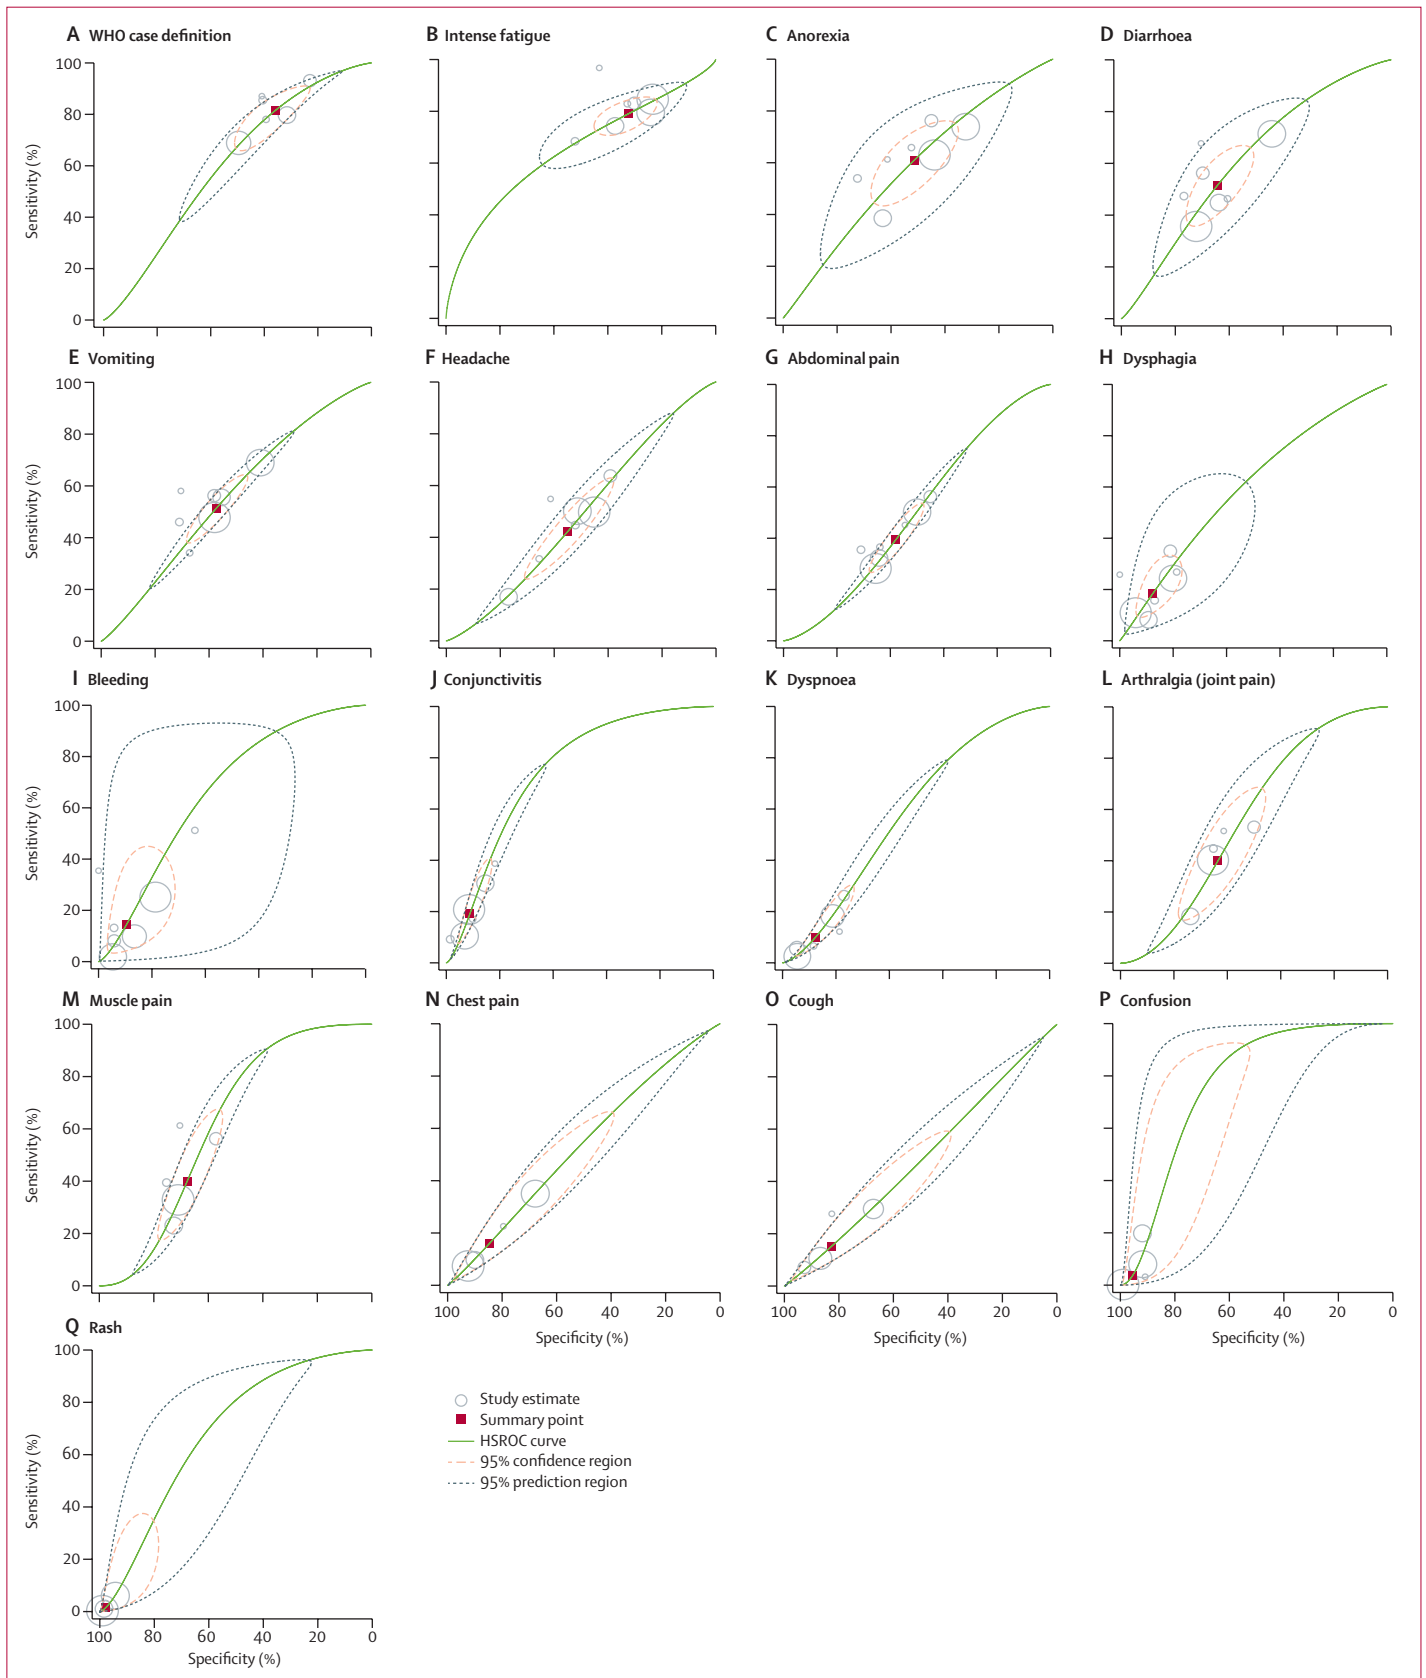 A WHO case definition
B Intense fatigue
C Anorexia
D Diarrhoea
100
80
60
40
20
0
Sensitivity (%)
E Vomiting
F Headache
G Abdominal pain
H Dysphagia
100
80
60
40
20
0
Sensitivity (%)
I Bleeding
J Conjunctivitis
K Dyspnoea
L Arthralgia (joint pain)
100
80
60
40
20
0
Sensitivity (%)
M Muscle pain
N Chest pain
O Cough
P Confusion
100
80
60
40
20
0
Sensitivity (%)
100 80 60 40 20 0
Specificity (%)
100 80 60 40 20 0
Specificity (%)
100 80 60 40 20 0
Specificity (%)
Q Rash
100
80
60
40
20
0
Sensitivity (%)
100 80 60 40 20 0
Specificity (%)
Study estimate
Summary point
HSROC curve
95% confidence region
95% prediction region